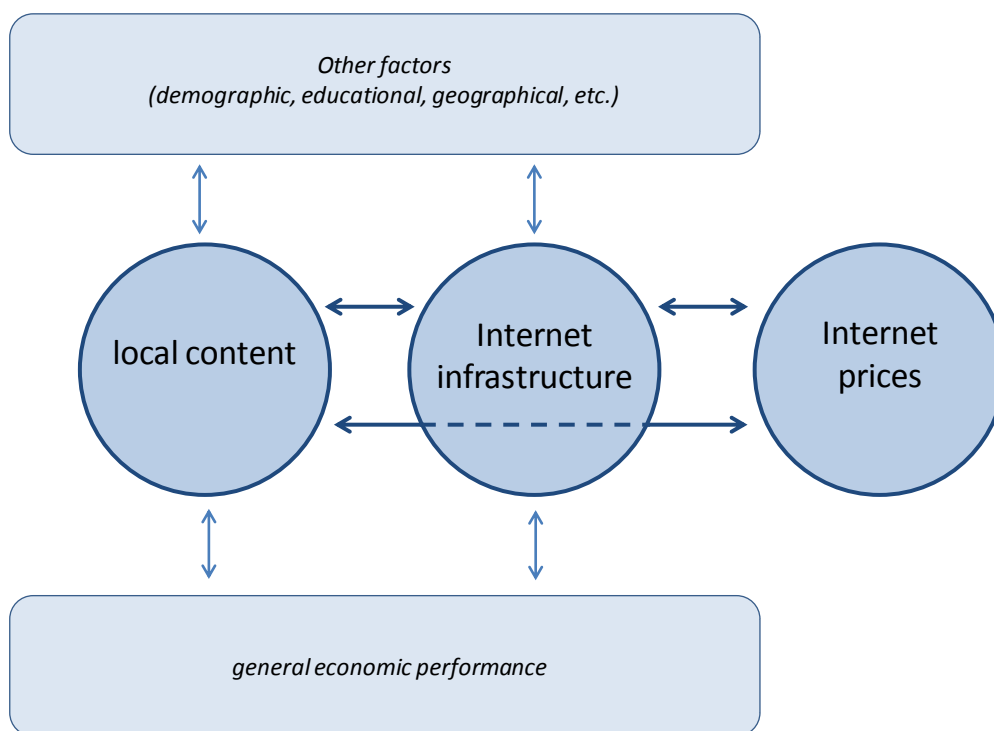 Other factors
(demographic, educational, geographical, etc.)
local content
Internet
infrastructure
Internet
prices
general economic performance